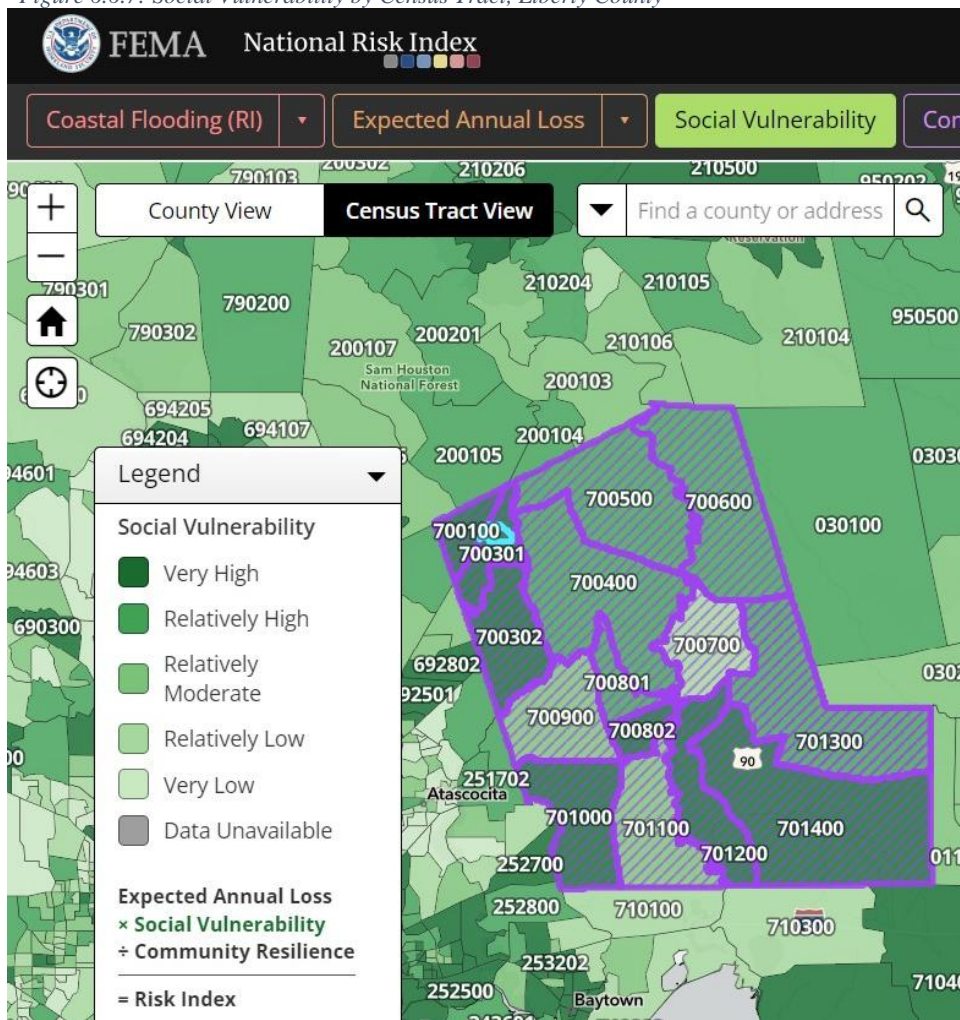 Figure 6.6.7: Social Vulnerability by Census Tract, Liberty County
FEMA National Risk Index
Coastal Flooding (RI) Expected Annual Loss Social Vulnerability
790103 200302 210206 210500 950202
County View Census Tract View Find a county or address
Reservation
790301 790200 210204 210105
790302 200107 200201 210106 210104 950500
Sam Houston
National Forest
200103
694205
694204 694107 200104
200105
Legend
Social Vulnerability
Very High
Relatively High
Relatively
Moderate
Relatively Low
Very Low
Data Unavailable
Expected Annual Loss
× Social Vulnerability
÷ Community Resilience
= Risk Index
700500 700600
700100 030100
700301
700400
690300
700302 700700
692802
700801
700900
700802
90
701300
251702
Atascocita
701000 701100 701400
701200
252700
252800 710100
710300
253202
252500
Baytown